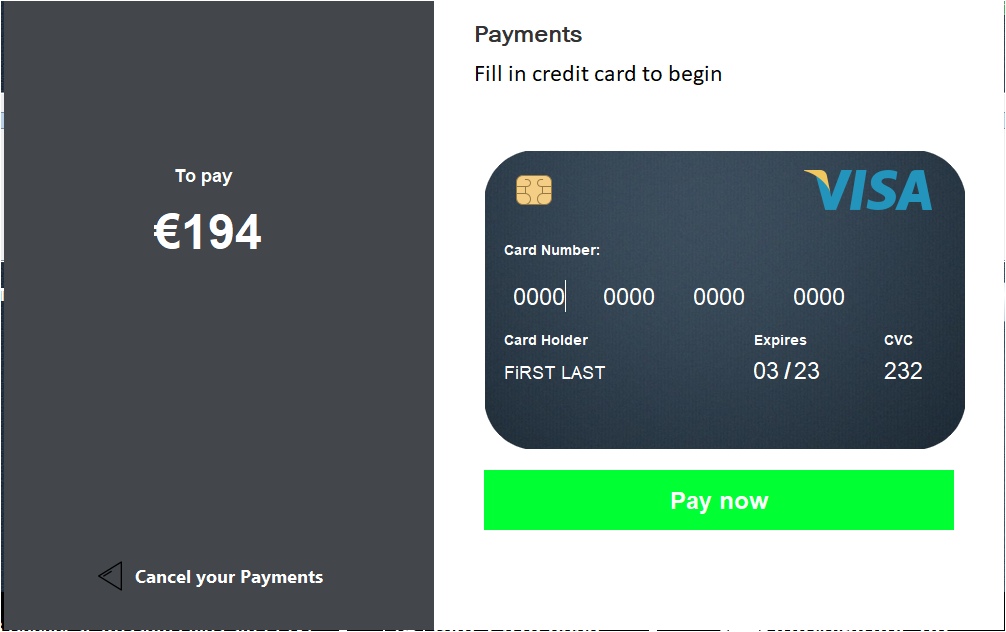 Payments
Fill in credit card to begin
To pay
€194
VISA
Card Number:
0000 0000 0000 0000
Card Holder Expires CVC
FiRST LAST 03 / 23 232
Pay now
Cancel your Payments